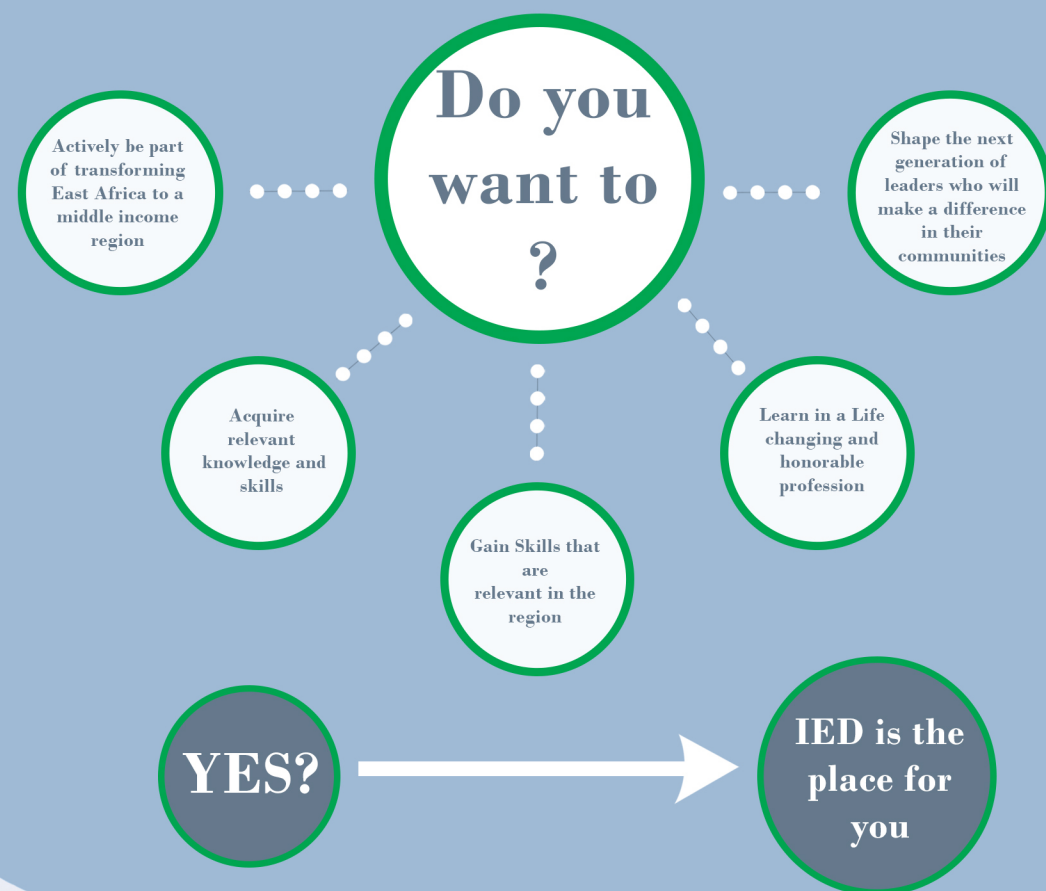 Do you
want to
?
Actively be part
of transforming
East Africa to a
middle income
region
Shape the next
generation of
leaders who will
make a difference
in their
communities
Acquire
relevant
knowledge and
skills
Learn in a Life
changing and
honorable
profession
Gain Skills that
are
relevant in the
region
YES?
IED is the
place for
you